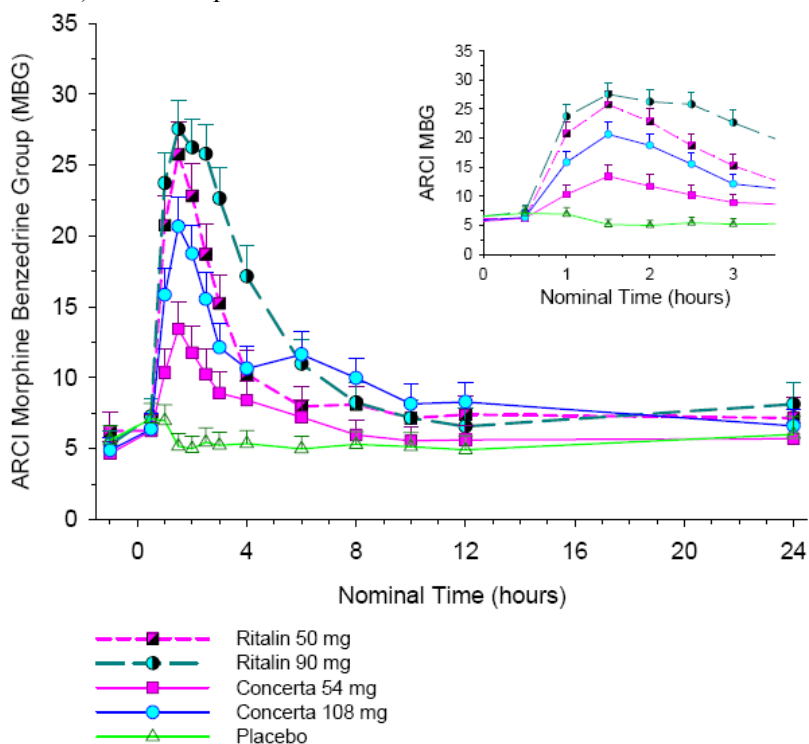 35
30
25
20
15
10
5
0
ARCI Morphine Benzedrine Group (MBG)
0 4 8 12 16 20 24
Nominal Time (hours)
35
30
25
20
15
10
5
0
ARCI MBG
0 1 2 3
Nominal Time (hours)
Ritalin 50 mg
Ritalin 90 mg
Concerta 54 mg
Concerta 108 mg
Placebo